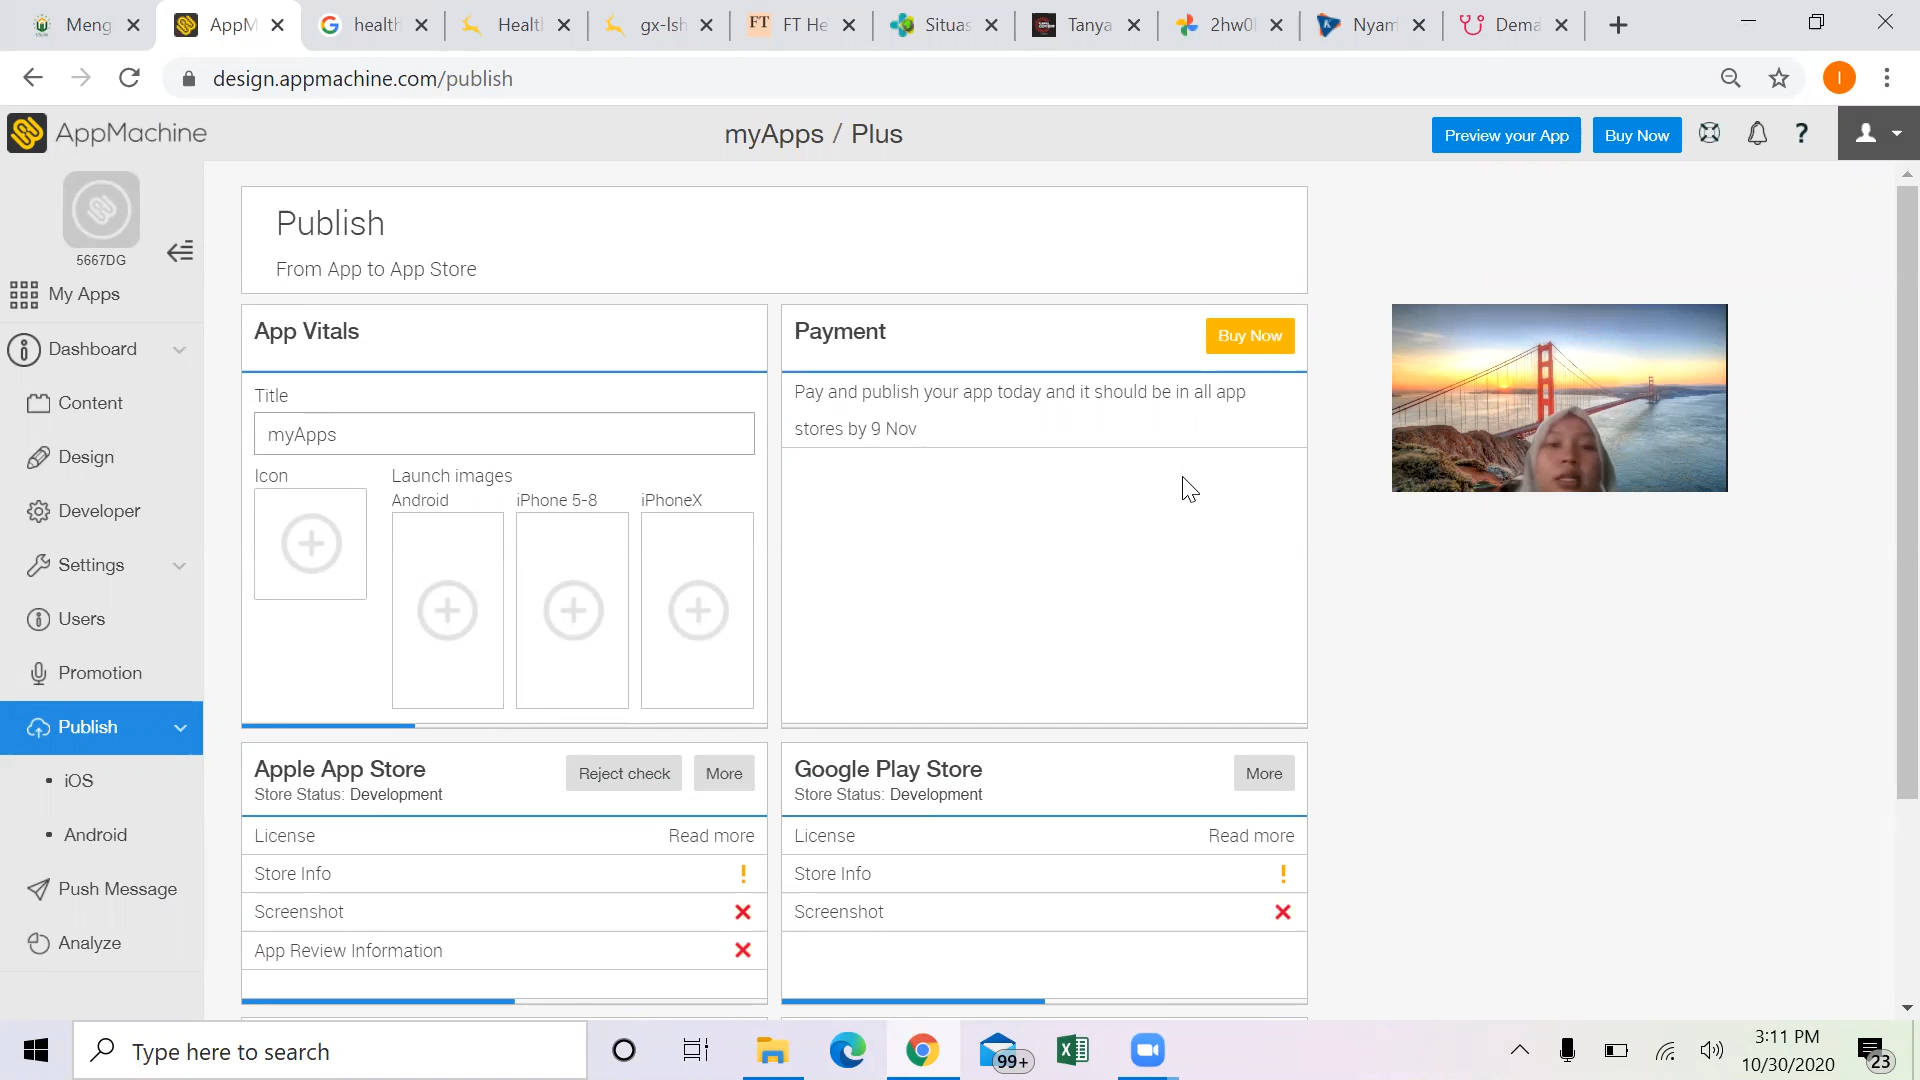 Meng
AppM
health
Healt
gx-lsh
FT
FT He
Situas
Tanya
2hw0
Nyam
Dema
design.appmachine.com/publish
I
AppMachine
myApps / Plus
Preview your App
Buy Now
?
5667DG
My Apps
Dashboard
Content
Design
Developer
Settings
Users
Promotion
Publish
• iOS
• Android
Push Message
Analyze
Publish
From App to App Store
App Vitals
Title
myApps
Icon
Launch images
Android
iPhone 5-8
iPhoneX
Payment
Buy Now
Pay and publish your app today and it should be in all app
stores by 9 Nov
Apple App Store
Store Status: Development
Reject check
More
License
Read more
Store Info
!
Screenshot
App Review Information
Google Play Store
Store Status: Development
More
License
Read more
Store Info
!
Screenshot
Type here to search
99+
3:11 PM
10/30/2020
23